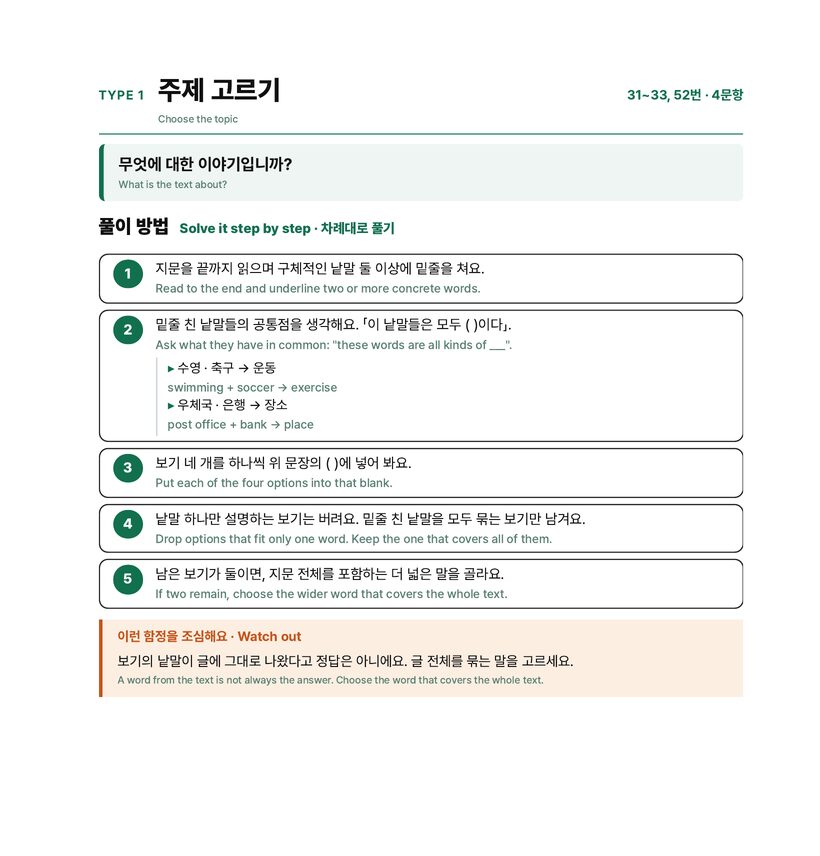 TYPE 1 주제 고르기 31~33, 52번 · 4문항
Choose the topic
무엇에 대한 이야기입니까?
What is the text about?
풀이 방법 Solve it step by step · 차례대로 풀기
1 지문을 끝까지 읽으며 구체적인 낱말 둘 이상에 밑줄을 쳐요.
Read to the end and underline two or more concrete words.
2 밑줄 친 낱말들의 공통점을 생각해요. 「이 낱말들은 모두 ( )이다」.
Ask what they have in common: "these words are all kinds of ___".
▸ 수영 · 축구 → 운동
swimming + soccer → exercise
▸ 우체국 · 은행 → 장소
post office + bank → place
3 보기 네 개를 하나씩 위 문장의 ( )에 넣어 봐요.
Put each of the four options into that blank.
4 낱말 하나만 설명하는 보기는 버려요. 밑줄 친 낱말을 모두 묶는 보기만 남겨요.
Drop options that fit only one word. Keep the one that covers all of them.
5 남은 보기가 둘이면, 지문 전체를 포함하는 더 넓은 말을 골라요.
If two remain, choose the wider word that covers the whole text.
이런 함정을 조심해요 · Watch out
보기의 낱말이 글에 그대로 나왔다고 정답은 아니에요. 글 전체를 묶는 말을 고르세요.
A word from the text is not always the answer. Choose the word that covers the whole text.